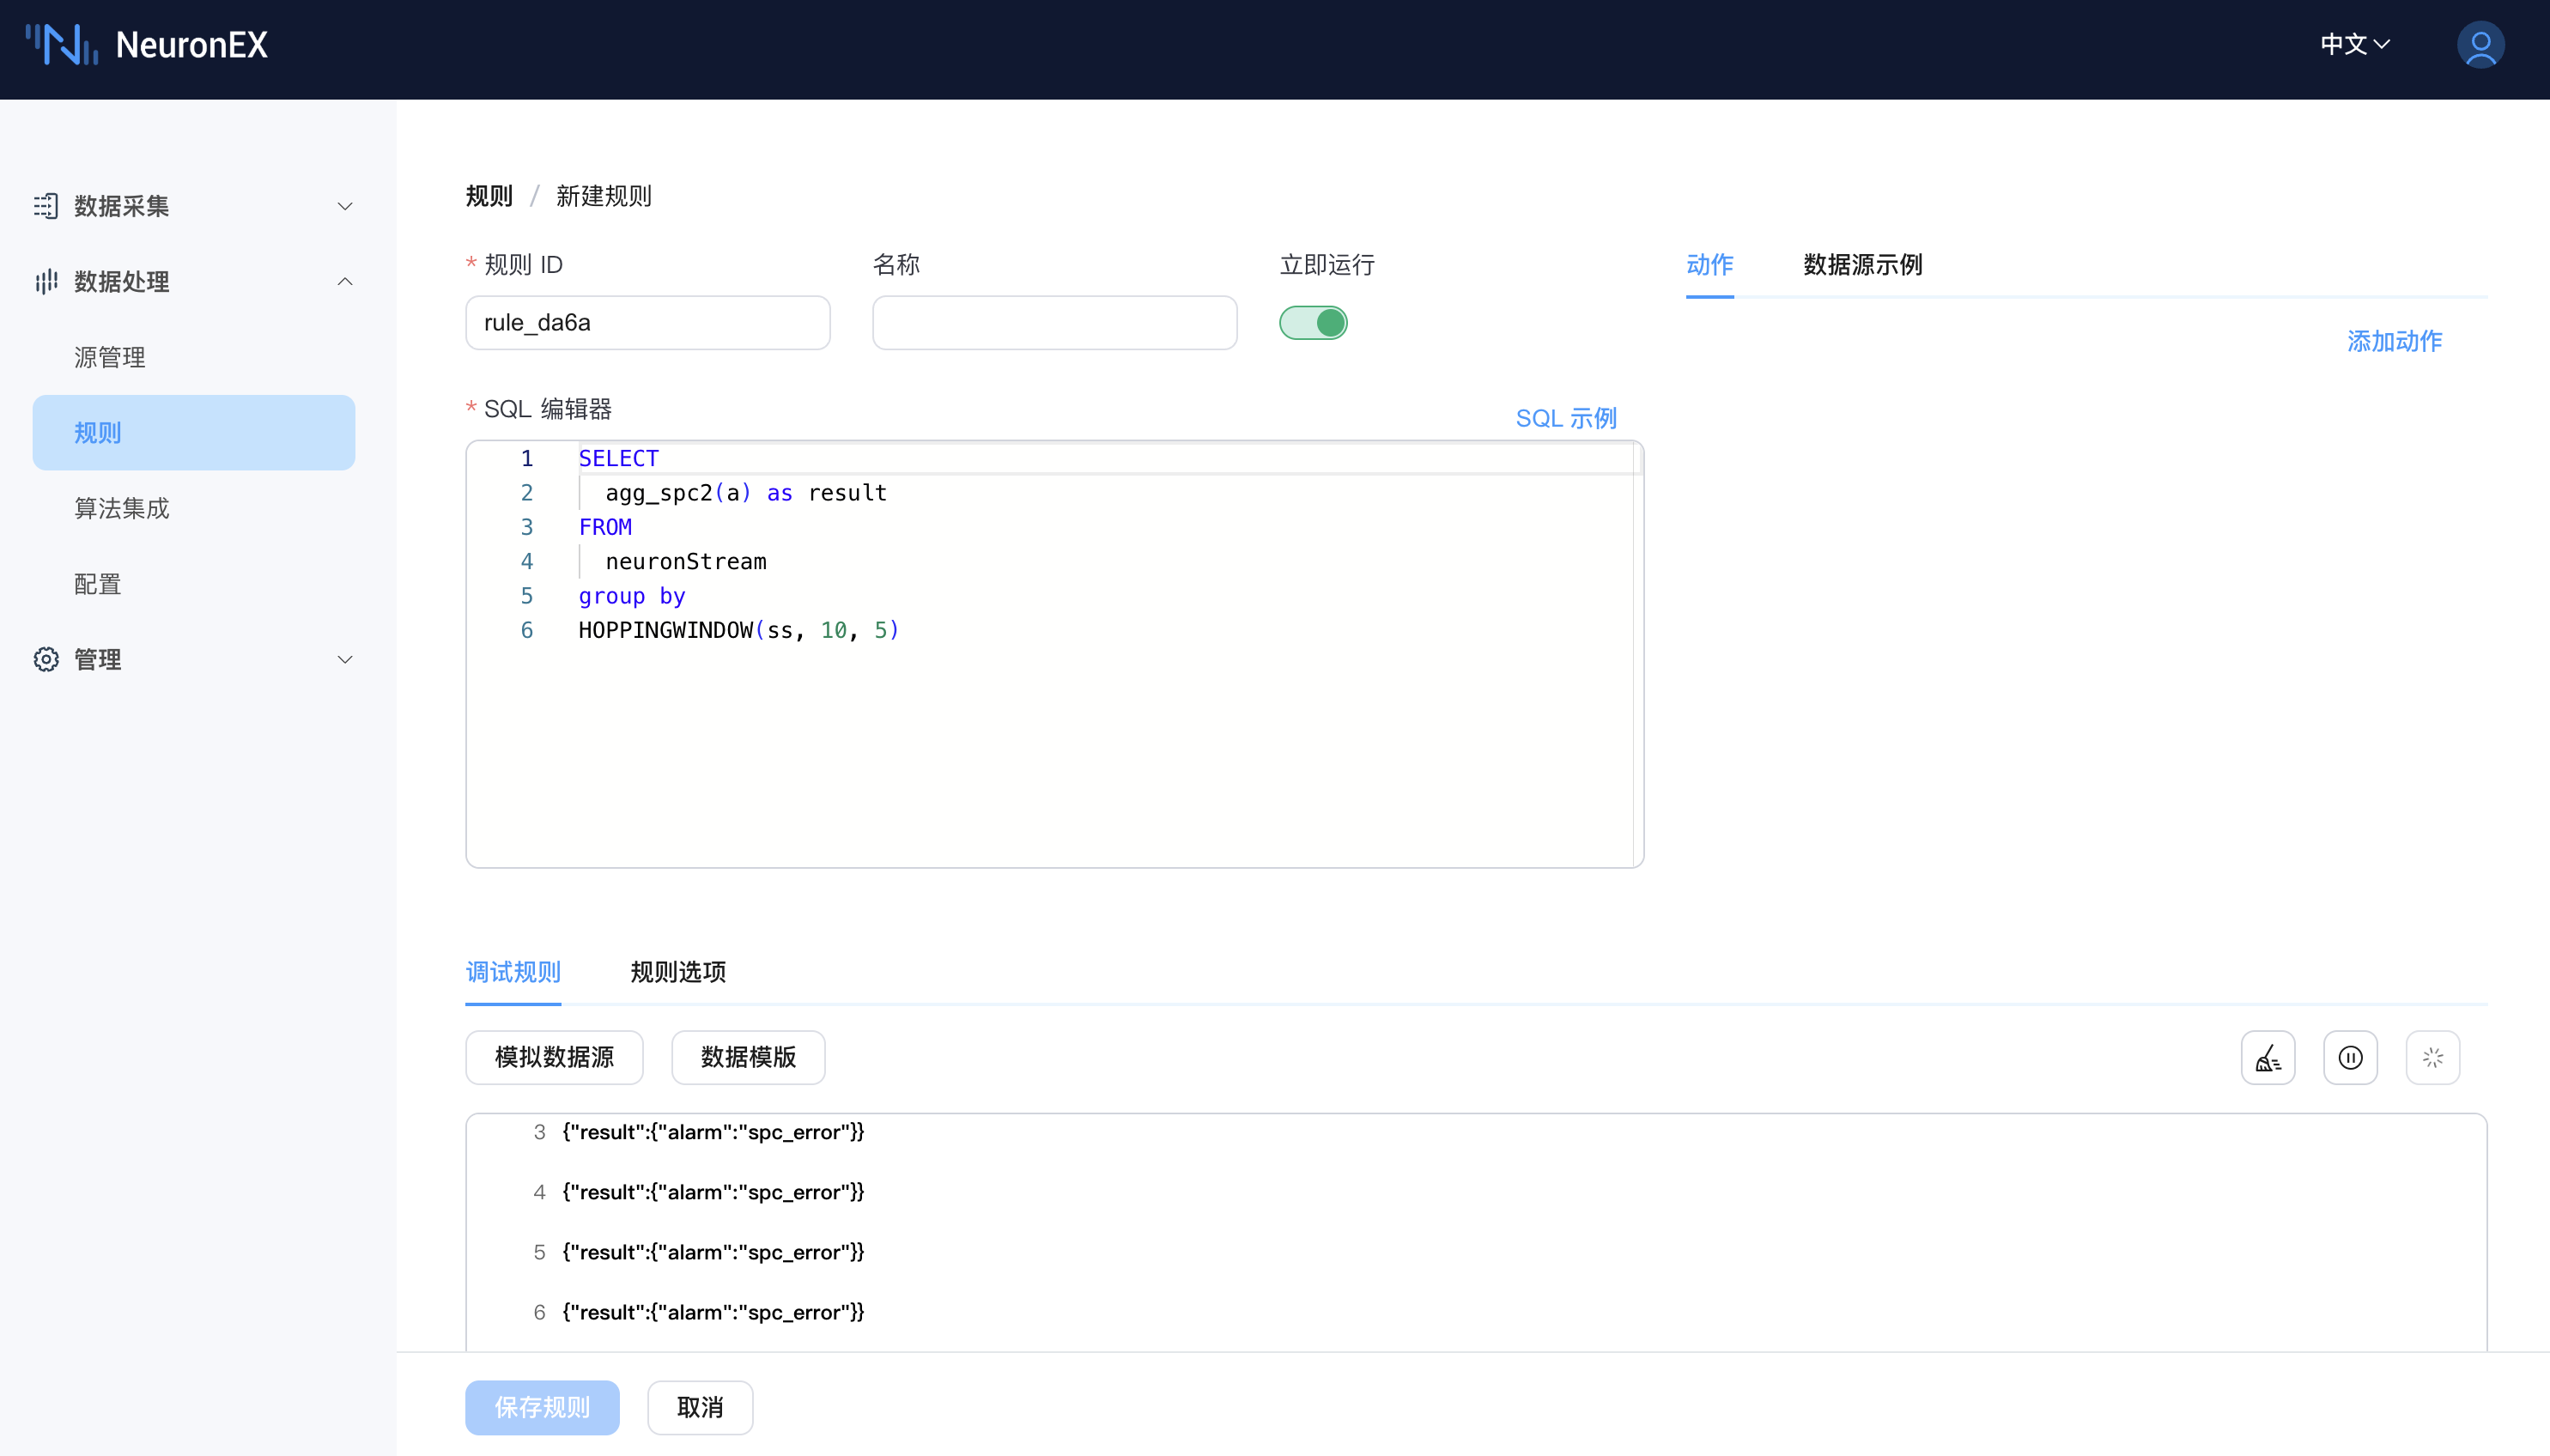 NeuronEX
中文
数据采集
数据处理
源管理
规则
算法集成
配置
管理
规则 / 新建规则
* 规则 ID
名称
立即运行
rule_da6a
动作
数据源示例
添加动作
* SQL 编辑器
SQL 示例
1 SELECT
2 agg_spc2(a) as result
3 FROM
4 neuronStream
5 group by
6 HOPPINGWINDOW(ss, 10, 5)
调试规则
规则选项
模拟数据源
数据模版
3 {"result":{"alarm":"spc_error"}}
4 {"result":{"alarm":"spc_error"}}
5 {"result":{"alarm":"spc_error"}}
6 {"result":{"alarm":"spc_error"}}
保存规则
取消